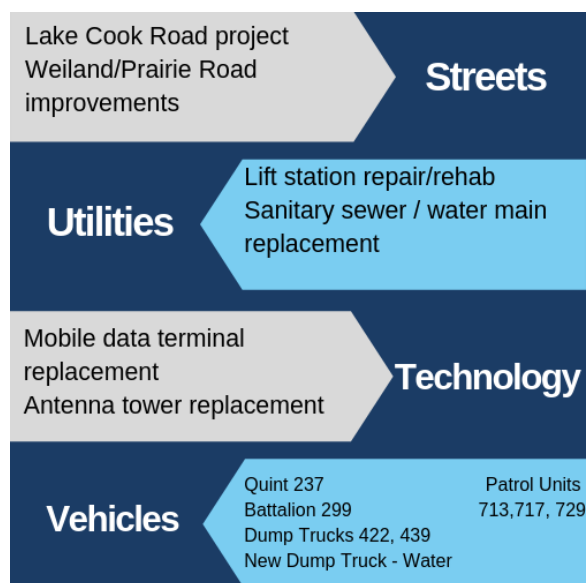 Lake Cook Road project
Weiland/Prairie Road
improvements
Streets
Utilities
Lift station repair/rehab
Sanitary sewer / water main
replacement
Mobile data terminal
replacement
Antenna tower replacement
Technology
Vehicles
Quint 237
Battalion 299
Dump Trucks 422, 439
New Dump Truck - Water
Patrol Units
713,717, 729